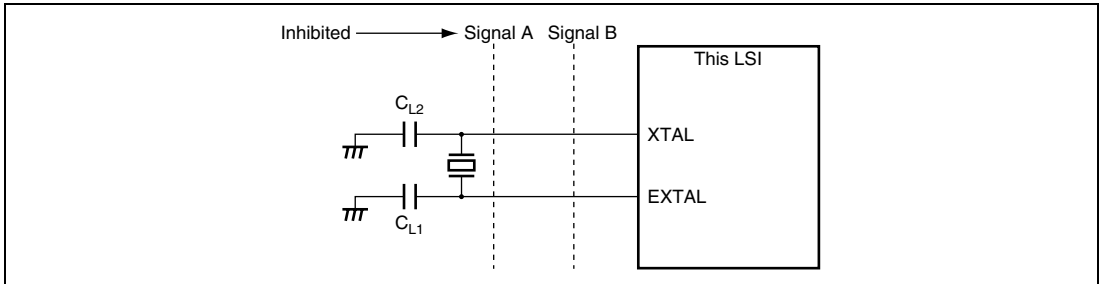 Inhibited Signal A Signal B
This LSI
CL2
XTAL
EXTAL
CL1